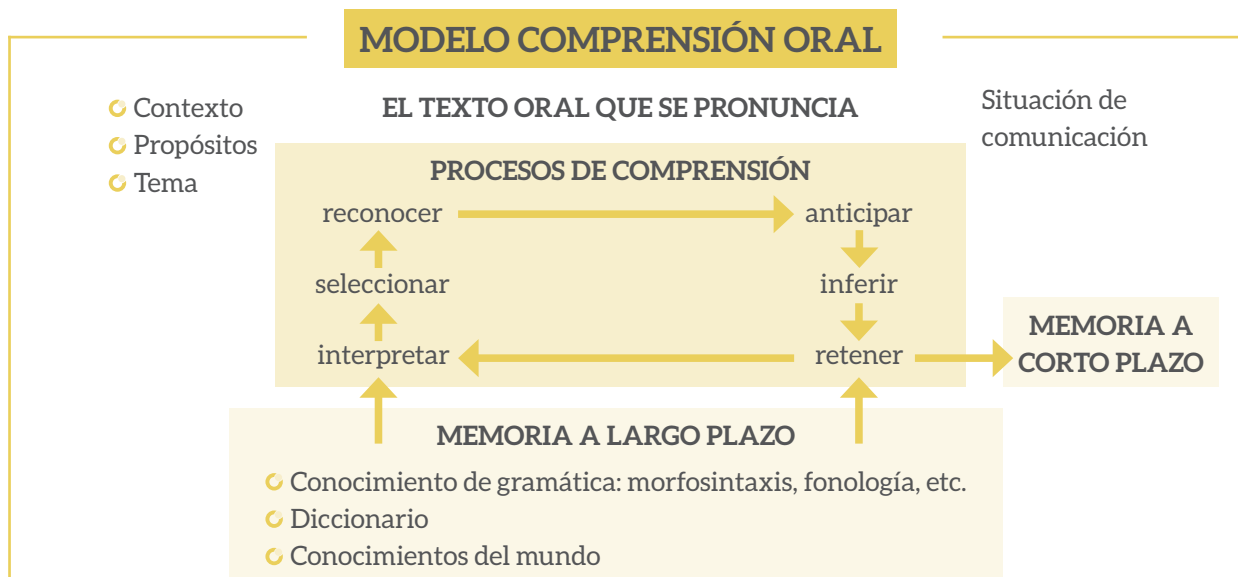 MODELO COMPRENSIÓN ORAL
Contexto
Propósitos
Tema
EL TEXTO ORAL QUE SE PRONUNCIA
Situación de
comunicación
PROCESOS DE COMPRENSIÓN
reconocer
anticipar
seleccionar
inferir
interpretar
retener
MEMORIA A
CORTO PLAZO
MEMORIA A LARGO PLAZO
Conocimiento de gramática: morfosintaxis, fonología, etc.
Diccionario
Conocimientos del mundo